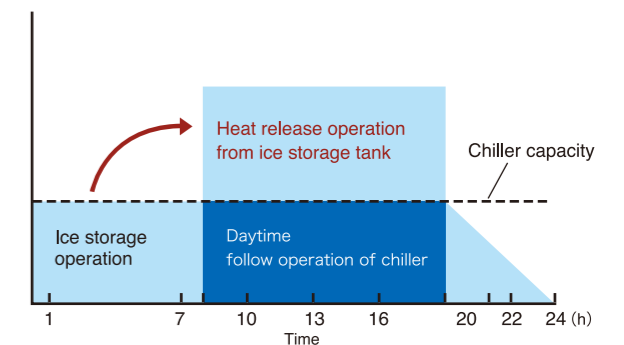 Heat release operation
from ice storage tank
Chiller capacity
Ice storage
operation
Daytime
follow operation of chiller
1 7 10 13 16 20 22 24 (h)
Time